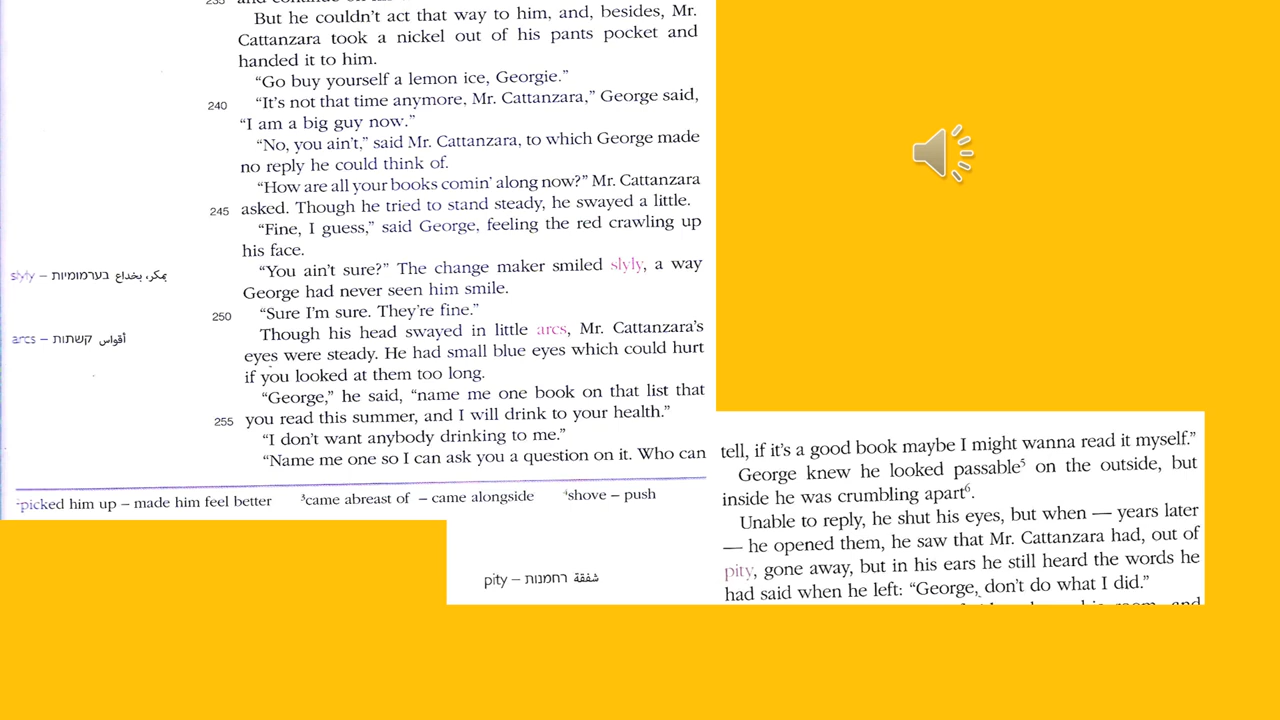 235 and continue on
But he couldn't act that way to him, and, besides, Mr.
Cattanzara took a nickel out of his pants pocket and
handed it to him.
"Go buy yourself a lemon ice, Georgie."
240 "It's not that time anymore, Mr. Cattanzara," George said,
"I am a big guy now."
"No, you ain't," said Mr. Cattanzara, to which George made
no reply he could think of.
"How are all your books comin' along now?" Mr. Cattanzara
245 asked. Though he tried to stand steady, he swayed a little.
"Fine, I guess," said George, feeling the red crawling up
his face.
"You ain't sure?" The change maker smiled slyly, a way
slyly – בערמומיות بمكر، بخداع
George had never seen him smile.
250 "Sure I'm sure. They're fine."
Though his head swayed in little arcs, Mr. Cattanzara's
arcs – קשתות أقواس
eyes were steady. He had small blue eyes which could hurt
if you looked at them too long.
"George," he said, "name me one book on that list that
255 you read this summer, and I will drink to your health."
"I don't want anybody drinking to me."
"Name me one so I can ask you a question on it. Who can
²picked him up – made him feel better ³came abreast of – came alongside ⁴shove – push
tell, if it's a good book maybe I might wanna read it myself."
George knew he looked passable⁵ on the outside, but
inside he was crumbling apart⁶.
Unable to reply, he shut his eyes, but when — years later
— he opened them, he saw that Mr. Cattanzara had, out of
pity, gone away, but in his ears he still heard the words he
pity – רחמנות شفقة
had said when he left: "George, don't do what I did."